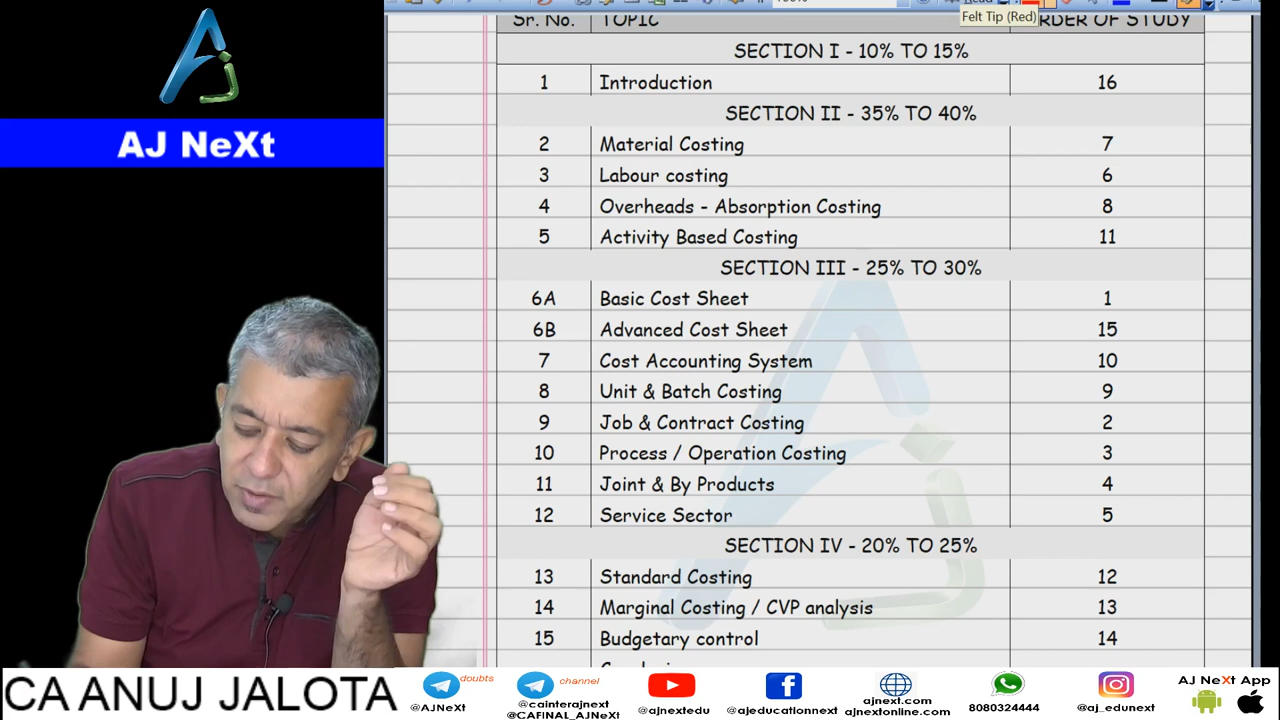 Felt Tip (Red)
Sr. No. TOPIC RDER OF STUDY
SECTION I - 10% TO 15%
1 Introduction 16
SECTION II - 35% TO 40%
2 Material Costing 7
3 Labour costing 6
4 Overheads - Absorption Costing 8
5 Activity Based Costing 11
SECTION III - 25% TO 30%
6A Basic Cost Sheet 1
6B Advanced Cost Sheet 15
7 Cost Accounting System 10
8 Unit & Batch Costing 9
9 Job & Contract Costing 2
10 Process / Operation Costing 3
11 Joint & By Products 4
12 Service Sector 5
SECTION IV - 20% TO 25%
13 Standard Costing 12
14 Marginal Costing / CVP analysis 13
15 Budgetary control 14
AJ NeXt
CA ANUJ JALOTA
doubts
@AJNeXt
channel
@cainterajnext
@CAFINAL_AJNeXt
@ajnextedu
@ajeducationnext
ajnext.com
ajnextonline.com
8080324444
@aj_edunext
AJ NeXt App